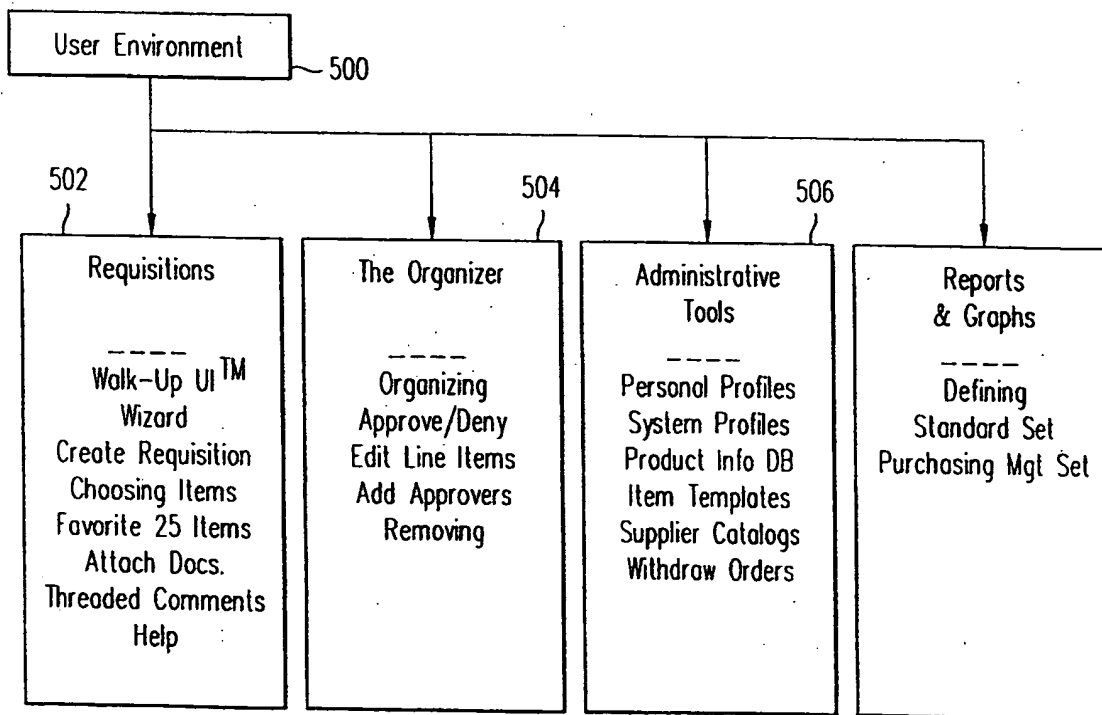 User Environment
500
502
504
506
Requisitions
Walk-Up UI™
Wizard
Create Requisition
Choosing Items
Favorite 25 Items
Attach Docs.
Threaded Comments
Help
The Organizer
Organizing
Approve/Deny
Edit Line Items
Add Approvers
Removing
Administrative
Tools
Personal Profiles
System Profiles
Product Info DB
Item Templates
Supplier Catalogs
Withdraw Orders
Reports
& Graphs
Defining
Standard Set
Purchasing Mgt Set